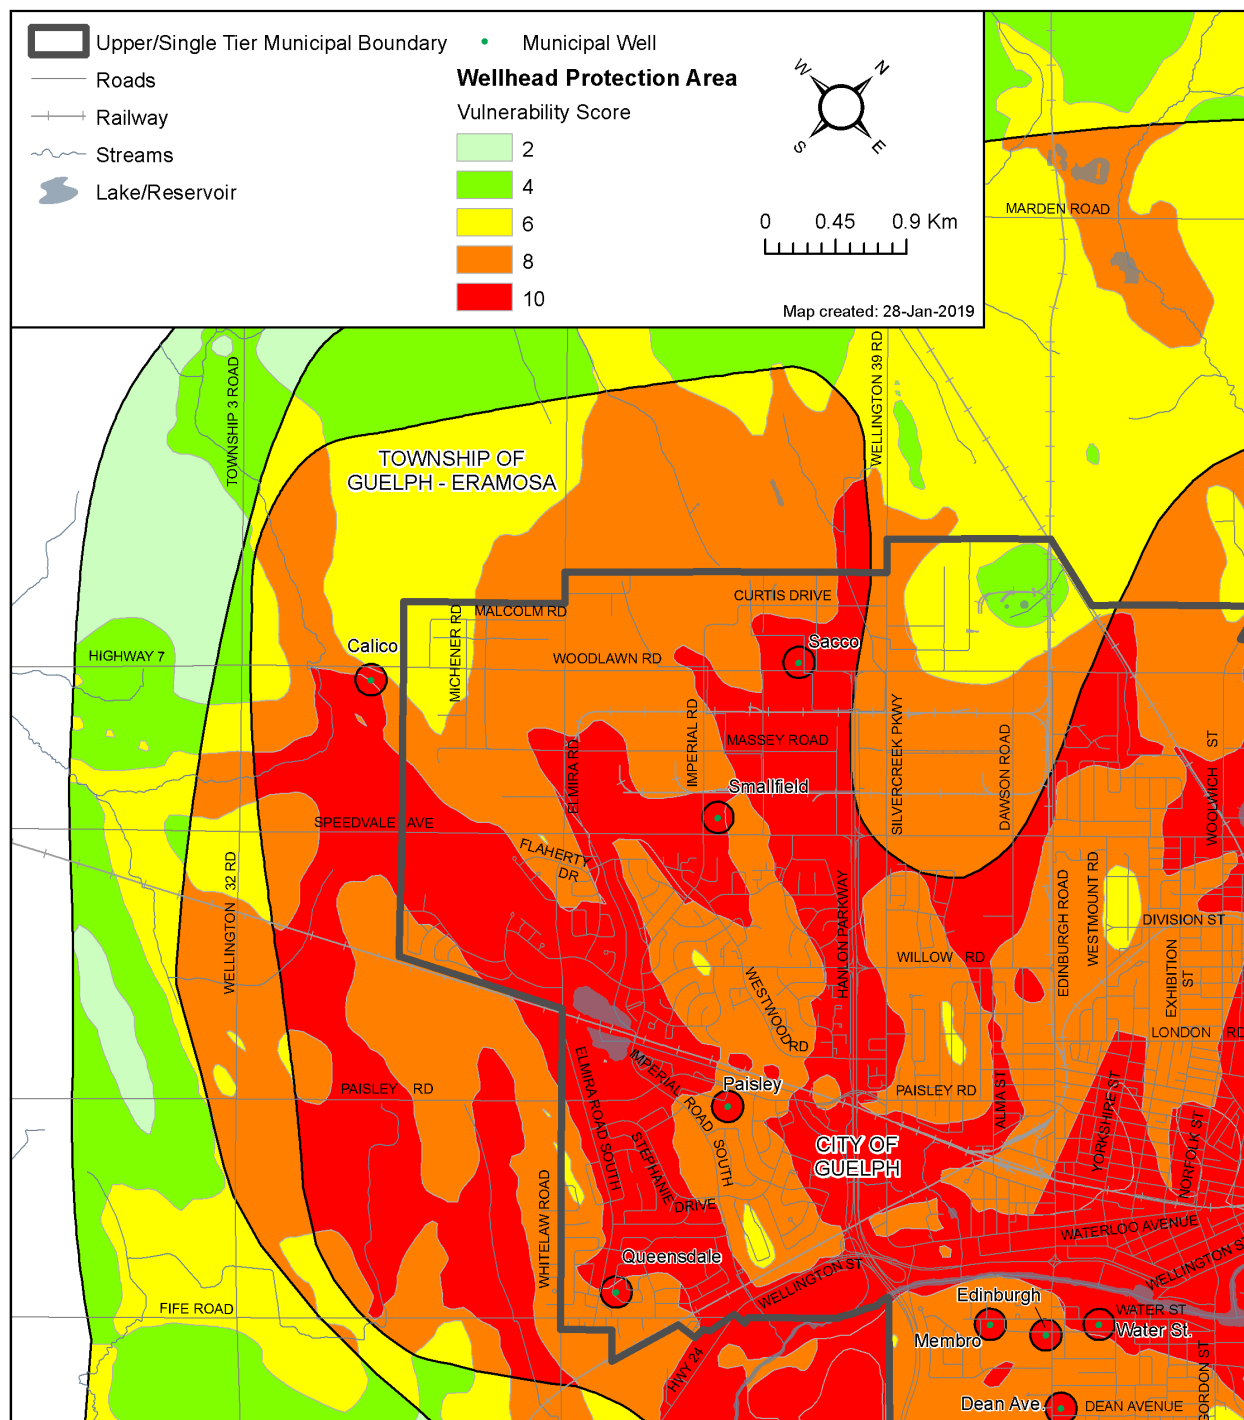 Upper/Single Tier Municipal Boundary
Roads
Railway
Streams
Lake/Reservoir
Municipal Well
Wellhead Protection Area
Vulnerability Score
2
4
6
8
10
W
N
S
E
0 0.45 0.9 Km
Map created: 28-Jan-2019
MARDEN ROAD
WELLINGTON 39 RD
TOWNSHIP 3 ROAD
TOWNSHIP OF
GUELPH - ERAMOSA
CURTIS DRIVE
MALCOLM RD
MICHENER RD
Calico
Sacco
HIGHWAY 7
WOODLAWN RD
IMPERIAL RD
SILVERCREEK PKWY
DAWSON ROAD
WOOLWICH ST
ELMIRA RD
MASSEY ROAD
Smallfield
SPEEDVALE AVE
FLAHERTY
DR
WELLINGTON 32 RD
HANLON PARKWAY
EDINBURGH ROAD
WESTMOUNT RD
DIVISION ST
EXHIBITION
ST
WILLOW RD
WESTWOOD
RD
LONDON RD
ELMIRA ROAD SOUTH
IMPERIAL ROAD
SOUTH
Paisley
PAISLEY RD
PAISLEY RD
ALMA ST
YORKSHIRE ST
NORFOLK ST
CITY OF
GUELPH
STEPHANIE
DRIVE
WHITELAW ROAD
WATERLOO AVENUE
WELLINGTON ST
WELLINGTON ST
Queensdale
FIFE ROAD
Edinburgh
WATER ST
Water St.
Membro
HWY 24
GORDON ST
Dean Ave.
DEAN AVENUE